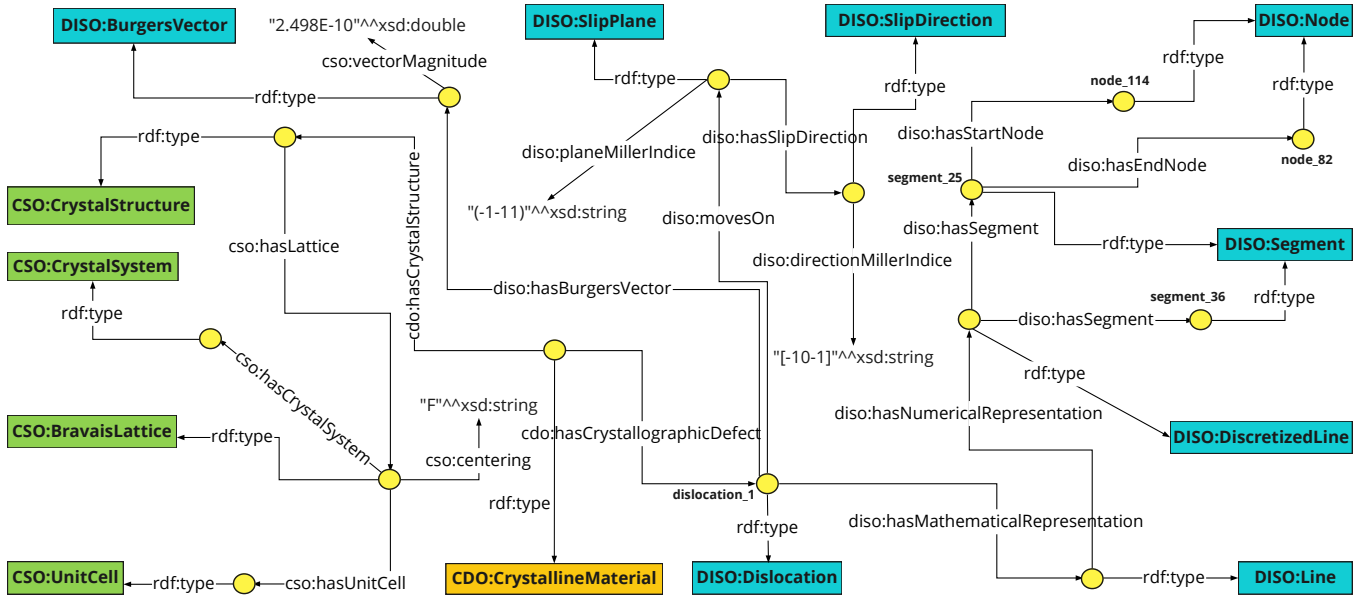 DISO:BurgersVector
"2.498E-10"^^xsd:double
DISO:SlipPlane
DISO:SlipDirection
DISO:Node
cso:vectorMagnitude
rdf:type
rdf:type
rdf:type
rdf:type
node_114
rdf:type
rdf:type
diso:hasSlipDirection
diso:hasStartNode
diso:planeMillerIndice
diso:hasEndNode
node_82
cdo:hasCrystalStructure
segment_25
CSO:CrystalStructure
"(-1-11)"^^xsd:string
diso:movesOn
diso:hasSegment
cso:hasLattice
rdf:type
DISO:Segment
CSO:CrystalSystem
diso:directionMillerIndice
diso:hasBurgersVector
segment_36
rdf:type
rdf:type
diso:hasSegment
cso:hasCrystalSystem
"[-10-1]"^^xsd:string
rdf:type
"F"^^xsd:string
diso:hasNumericalRepresentation
CSO:BravaisLattice
rdf:type
cdo:hasCrystallographicDefect
DISO:DiscretizedLine
cso:centering
dislocation_1
rdf:type
rdf:type
diso:hasMathematicalRepresentation
CSO:UnitCell
rdf:type
cso:hasUnitCell
CDO:CrystallineMaterial
DISO:Dislocation
rdf:type
DISO:Line